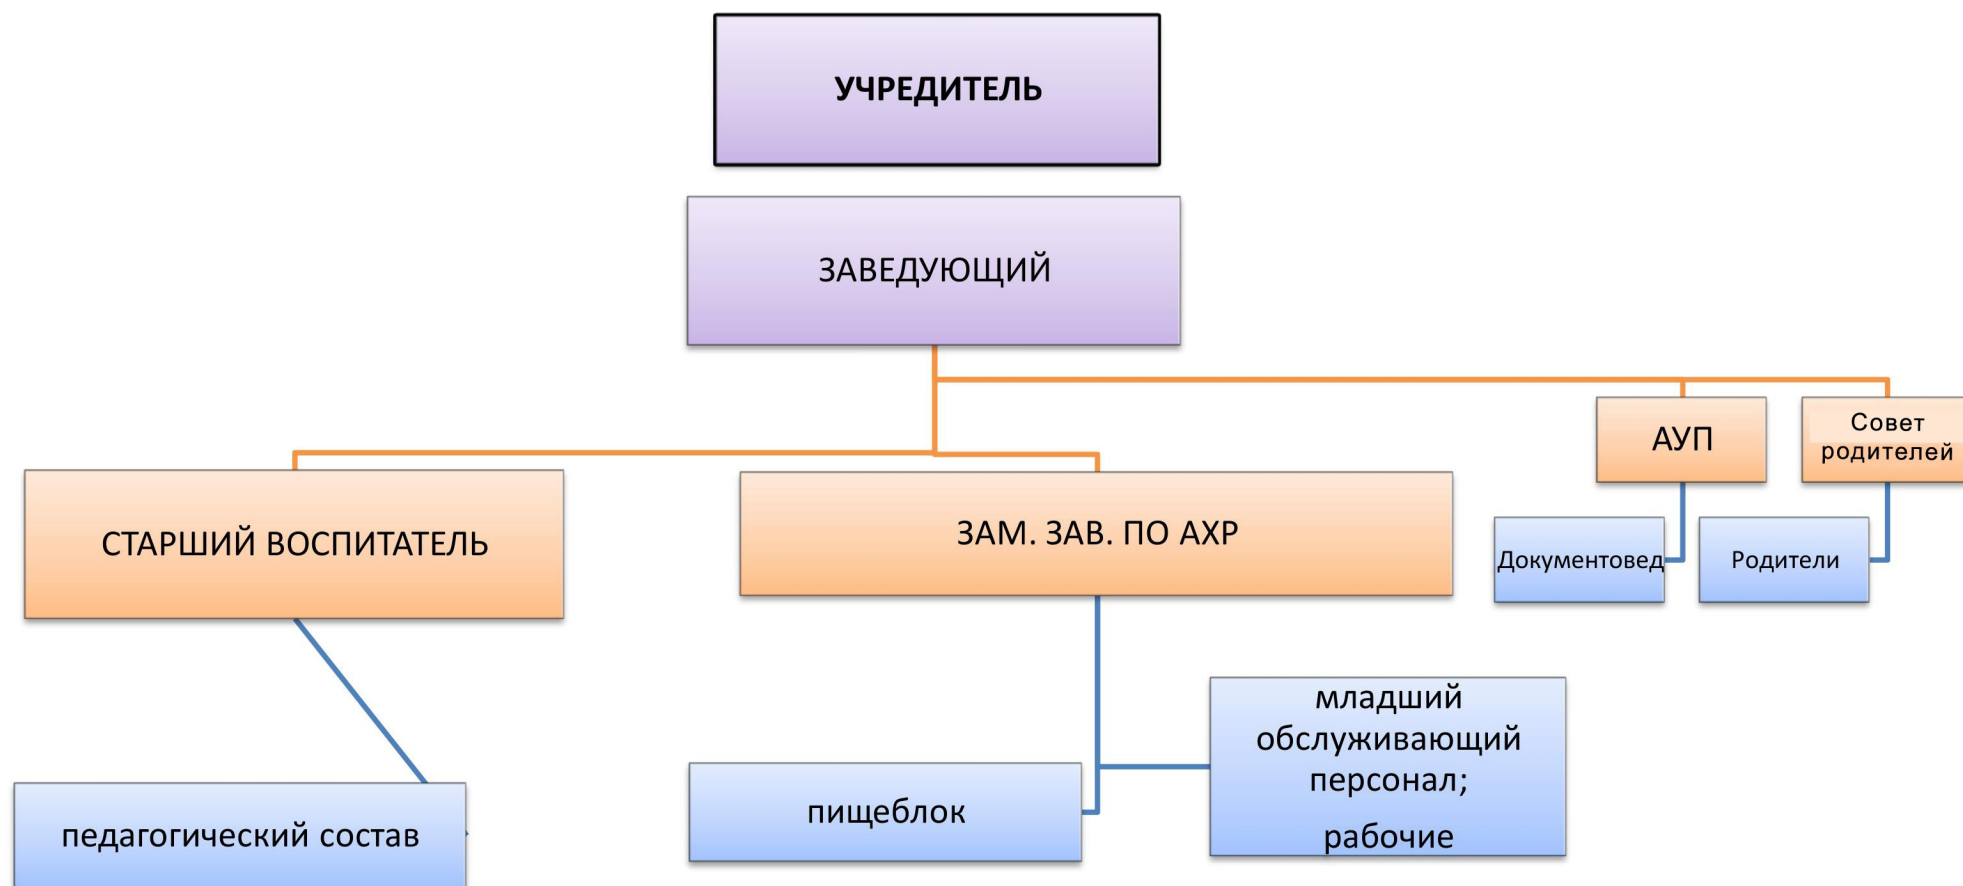 УЧРЕДИТЕЛЬ
ЗАВЕДУЮЩИЙ
АУП
Совет
родителей
СТАРШИЙ ВОСПИТАТЕЛЬ
ЗАМ. ЗАВ. ПО АХР
Документовед
Родители
младший
обслуживающий
персонал;
рабочие
пищеблок
педагогический состав